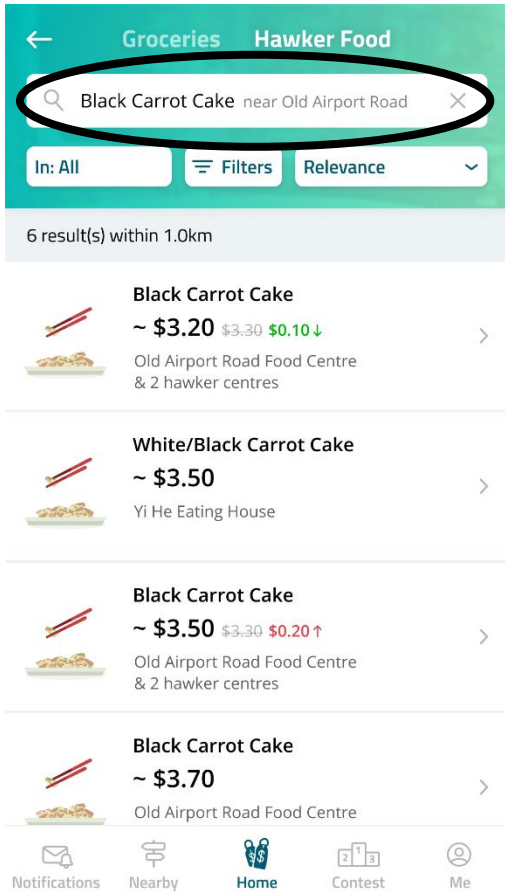 Groceries Hawker Food
Black Carrot Cake near Old Airport Road
In: All Filters Relevance
6 result(s) within 1.0km
Black Carrot Cake
~ $3.20 $3.30 $0.10↓
Old Airport Road Food Centre
& 2 hawker centres
White/Black Carrot Cake
~ $3.50
Yi He Eating House
Black Carrot Cake
~ $3.50 $3.30 $0.20↑
Old Airport Road Food Centre
& 2 hawker centres
Black Carrot Cake
~ $3.70
Old Airport Road Food Centre
2 1 3
$ $
Notifications Nearby Home Contest Me